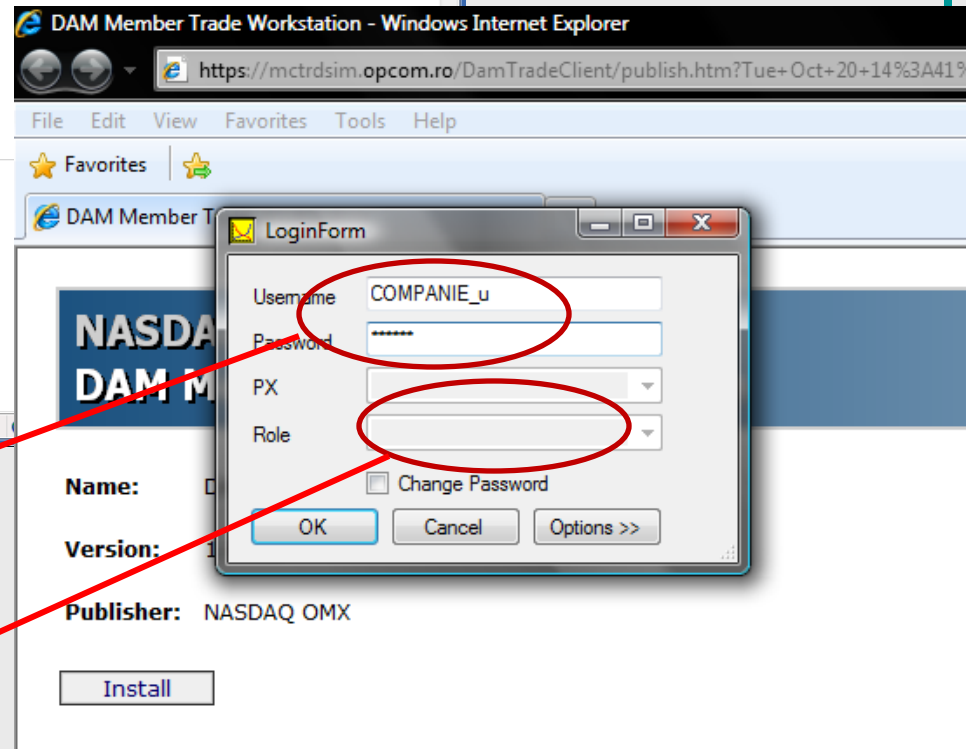 DAM Member Trade Workstation - Windows Internet Explorer
https://mctrdsim.opcom.ro/DamTradeClient/publish.htm?Tue+Oct+20+14%3A41%
File Edit View Favorites Tools Help
Favorites
DAM Member T
LoginForm
Username COMPANIE_u
Password ******
PX
Role
Change Password
OK Cancel Options >>
NASDA
DAM M
Name: D
Version: 1
Publisher: NASDAQ OMX
Install